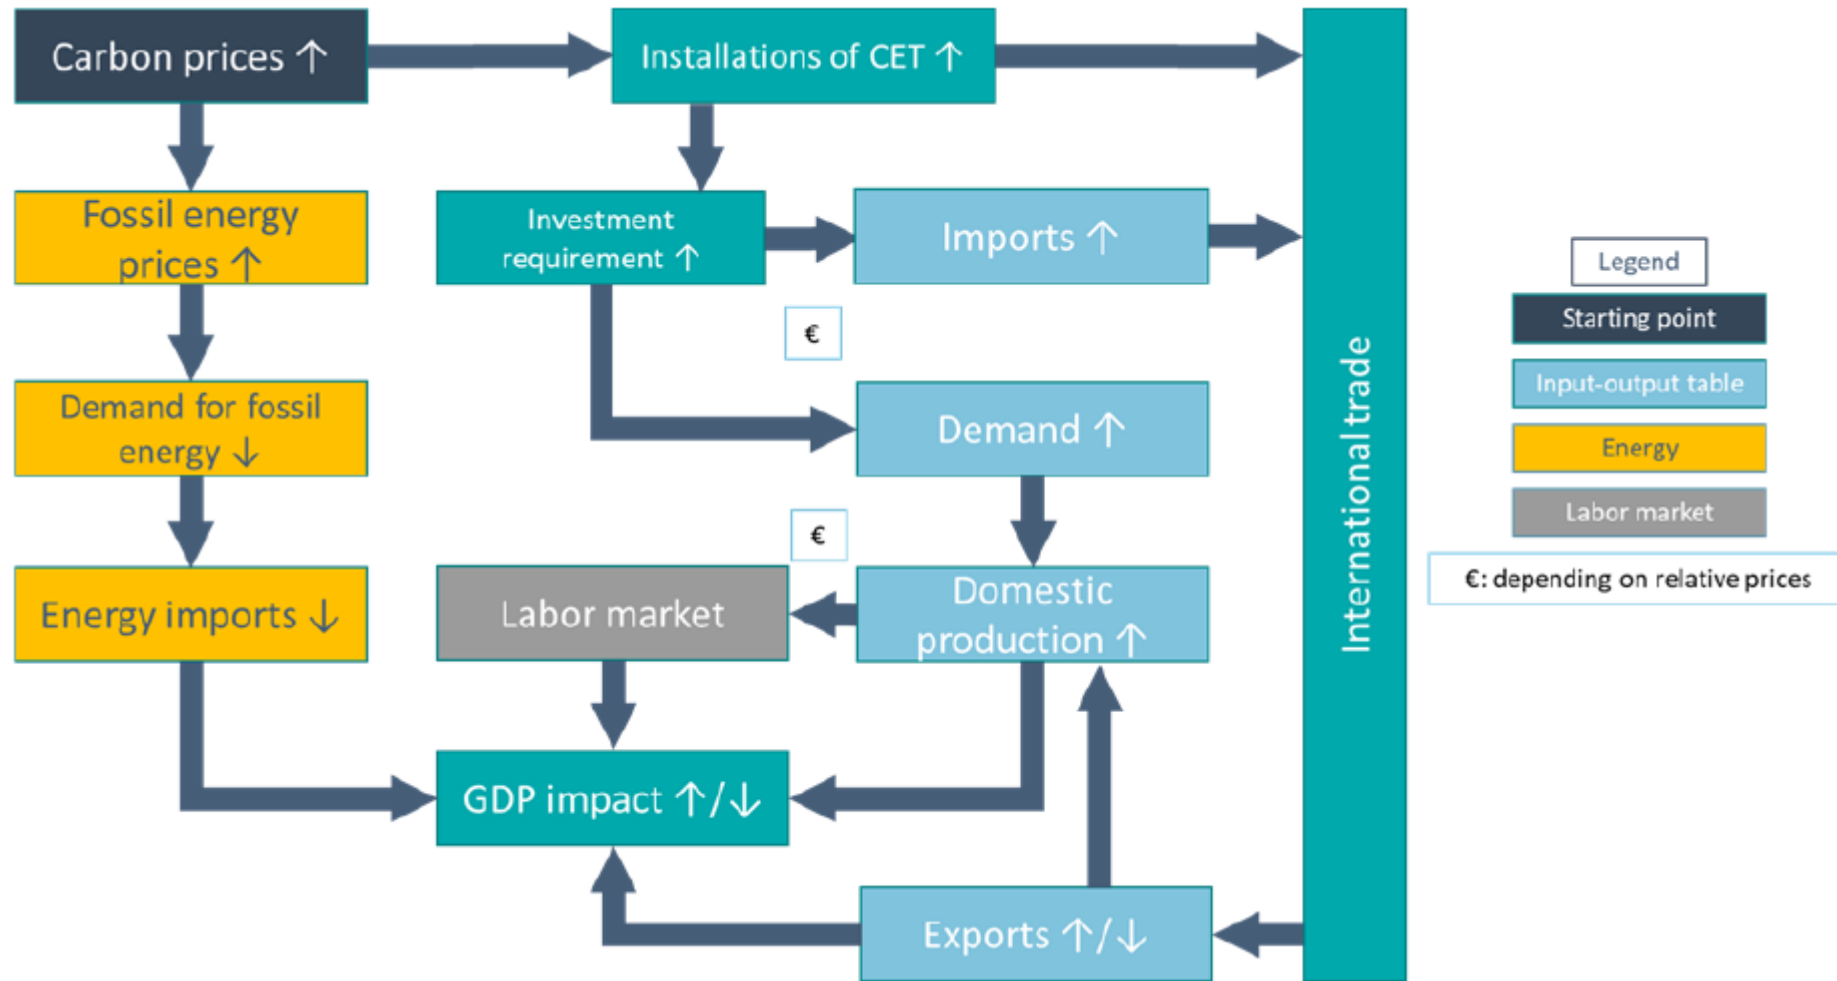 Carbon prices ↑
Installations of CET ↑
Fossil energy
prices ↑
Investment
requirement ↑
Imports ↑
€
Demand for fossil
energy ↓
Demand ↑
€
Energy imports ↓
Labor market
Domestic
production ↑
GDP impact ↑/↓
Exports ↑/↓
International trade
Legend
Starting point
Input-output table
Energy
Labor market
€: depending on relative prices